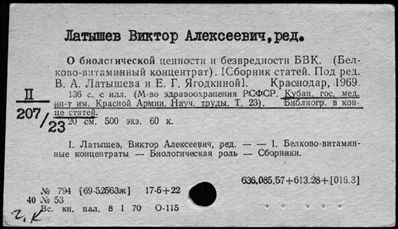 Латышев Виктор Алексеевич, ред.
О биологической ценности и безвредности БВК. (Бел-
ково-витаминный концентрат). [Сборник статей. Под ред.
В. А. Латышева и Е. Г. Ягодкиной]. Краснодар, 1969.
136 с. с илл. (М-во здравоохранения РСФСР. Кубан. гос. мед.
ин-т им. Красной Армии. Науч. труды. Т. 23). Библиогр. в кон-
це статей.
II
207/23
20 см. 500 экз. 60 к.
I. Латышев, Виктор Алексеевич, ред. — — 1. Белково-витамин-
ные концентраты — Биологическая роль — Сборники.
636.085.57+613.28+[016.3]
№ 794 [69-52563ж] 17-5+22
40 № 53
Вс. кн. пал. 8 I 70 О-115
г. К